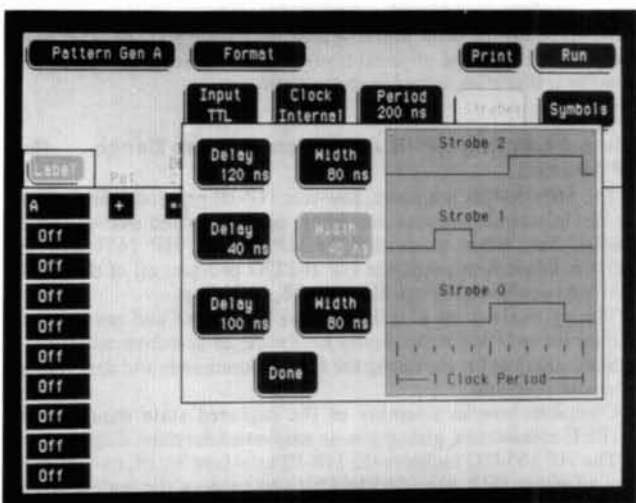 Pattern Gen A Format Print Run
Input TTL
Clock Internal
Period 200 ns
Symbols
Label
Pol
A + 
Off
Off
Off
Off
Off
Off
Off
Off
Off
Delay 120 ns
Width 80 ns
Delay 40 ns
Width 40 ns
Delay 100 ns
Width 80 ns
Done
Strobe 2
Strobe 1
Strobe 0
1 Clock Period